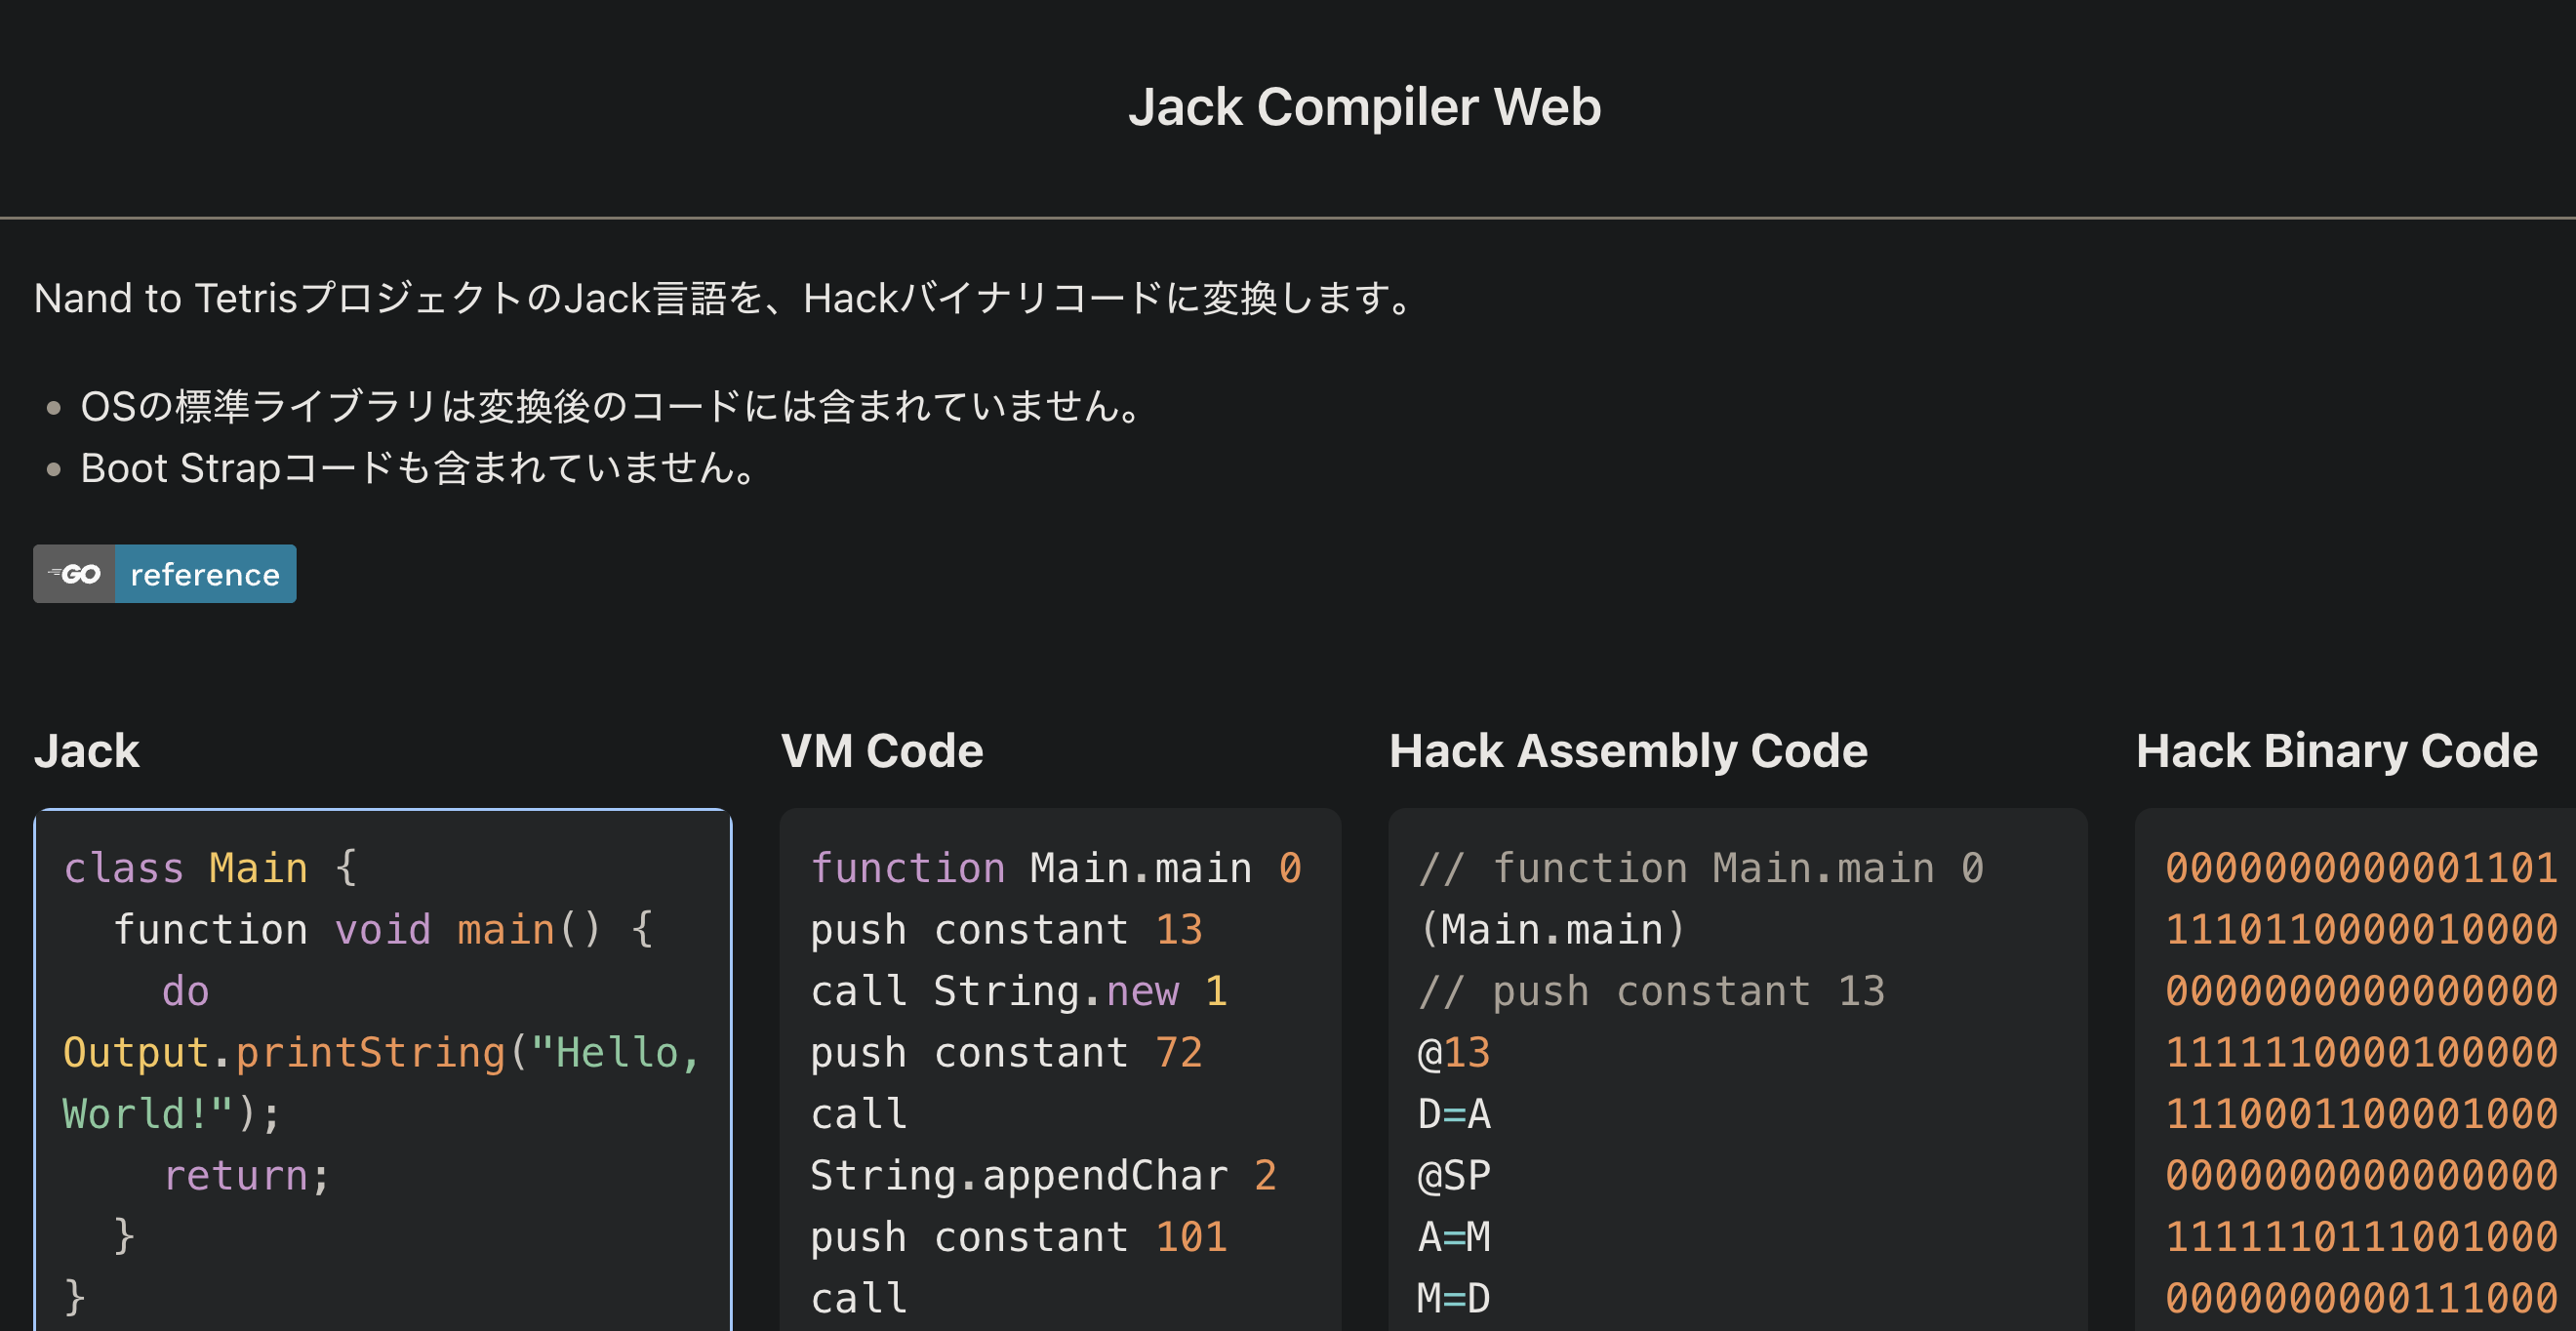 Jack Compiler Web
Nand to TetrisプロジェクトのJack言語を、Hackバイナリコードに変換します。
OSの標準ライブラリは変換後のコードには含まれていません。
Boot Strapコードも含まれていません。
GO reference
Jack
class Main {
  function void main() {
    do
Output.printString("Hello,
World!");
    return;
  }
}
VM Code
function Main.main 0
push constant 13
call String.new 1
push constant 72
call
String.appendChar 2
push constant 101
call
Hack Assembly Code
// function Main.main 0
(Main.main)
// push constant 13
@13
D=A
@SP
A=M
M=D
Hack Binary Code
0000000000001101
1110110000010000
0000000000000000
1111110000100000
1110001100001000
0000000000000000
1111110111001000
0000000000111000